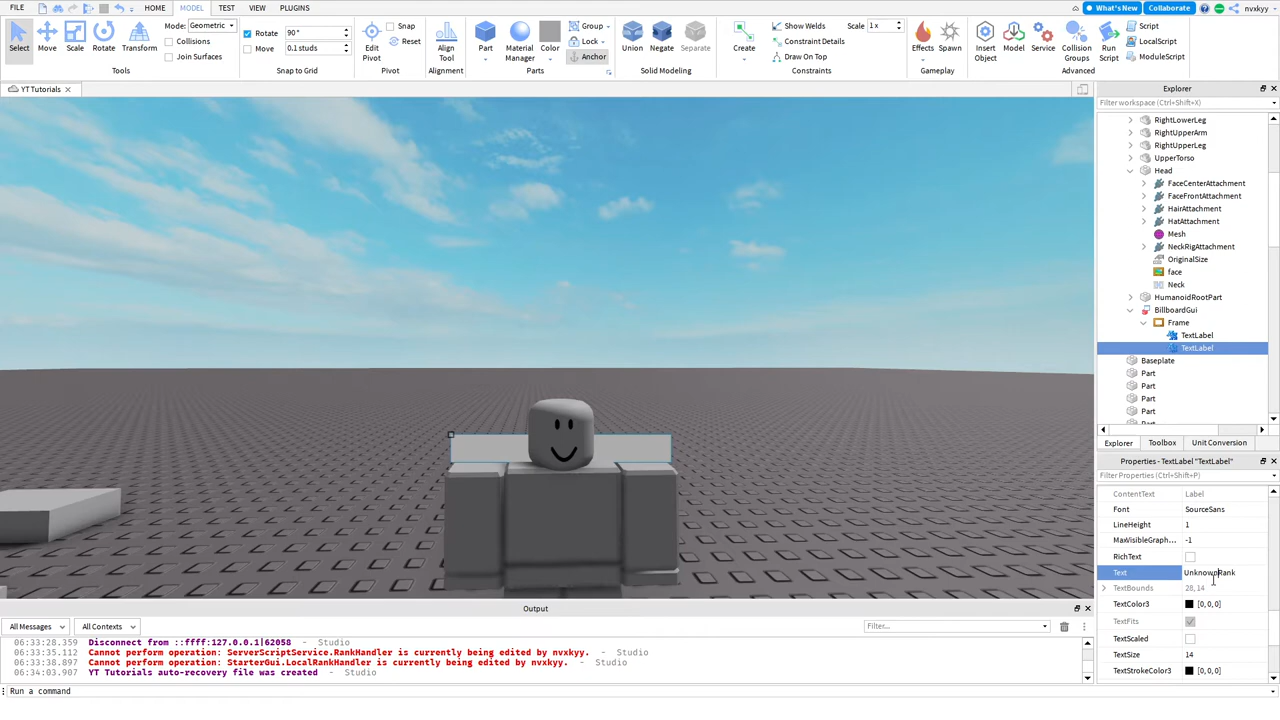 FILE HOME MODEL TEST VIEW PLUGINS What's New Collaborate nvxkyy
Select Move Scale Rotate Transform Mode: Geometric Collisions Join Surfaces Tools
Rotate 90° Move 0.1 studs Snap to Grid
Edit Pivot Snap Reset Pivot
Align Tool Alignment
Part Material Manager Color Group Lock Anchor Parts
Union Negate Separate Solid Modeling
Create Show Welds Constraint Details Draw On Top Scale 1 x Constraints
Effects Spawn Gameplay
Insert Object Model Service Collision Groups Run Script Script LocalScript ModuleScript Advanced
YT Tutorials
Explorer
Filter workspace (Ctrl+Shift+X)
RightLowerLeg
RightUpperArm
RightUpperLeg
UpperTorso
Head
FaceCenterAttachment
FaceFrontAttachment
HairAttachment
HatAttachment
Mesh
NeckRigAttachment
OriginalSize
face
Neck
HumanoidRootPart
BillboardGui
Frame
TextLabel
TextLabel
Baseplate
Part
Part
Part
Part
Explorer Toolbox Unit Conversion
Properties - TextLabel "TextLabel"
Filter Properties (Ctrl+Shift+P)
ContentText Label
Font SourceSans
LineHeight 1
MaxVisibleGraph... -1
RichText
Text UnknownRank
TextBounds 28, 14
TextColor3 [0, 0, 0]
TextFits
TextScaled
TextSize 14
TextStrokeColor3 [0, 0, 0]
Output
All Messages All Contexts Filter...
06:33:28.359 Disconnect from ::ffff:127.0.0.1|62058 - Studio
06:33:35.112 Cannot perform operation: ServerScriptService.RankHandler is currently being edited by nvxkyy. - Studio
06:33:38.897 Cannot perform operation: StarterGui.LocalRankHandler is currently being edited by nvxkyy. - Studio
06:34:03.907 YT Tutorials auto-recovery file was created - Studio
Run a command